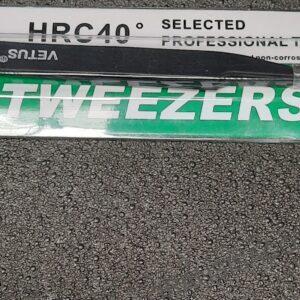 HRC40° SELECTED
PROFESSIONAL T
non-corros
VETUS®
TWEEZERS